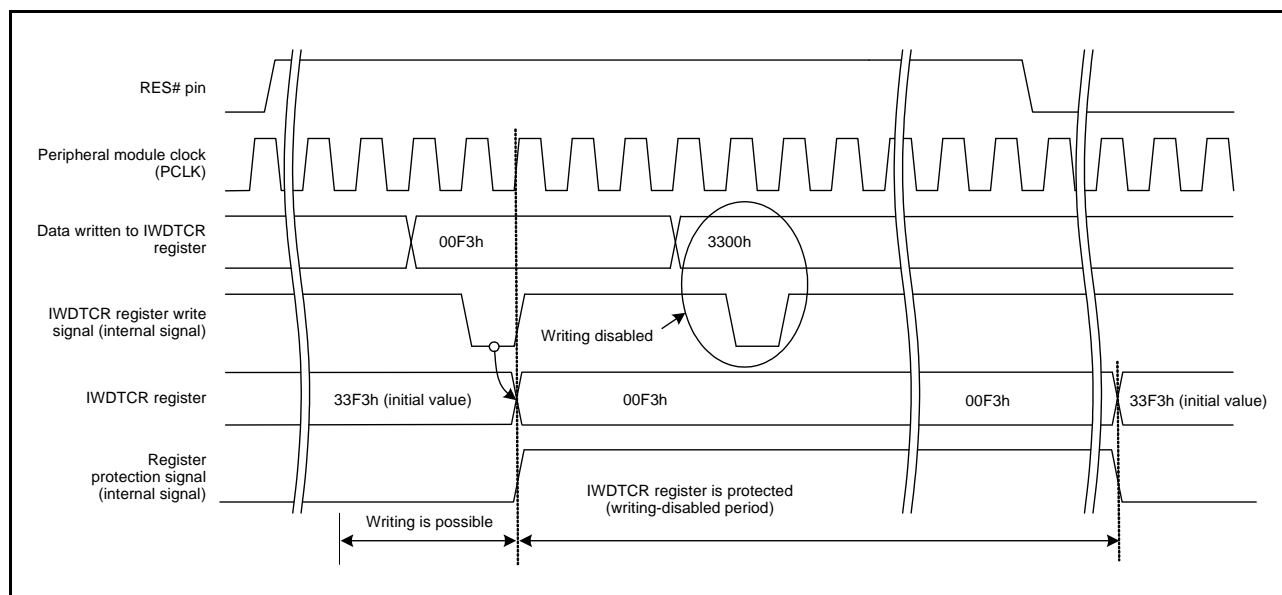 RES# pin
Peripheral module clock
(PCLK)
Data written to IWDTCR
register
00F3h
3300h
IWDTCR register write
signal (internal signal)
Writing disabled
IWDTCR register
33F3h (initial value)
00F3h
00F3h
33F3h (initial value)
Register
protection signal
(internal signal)
IWDTCR register is protected
(writing-disabled period)
Writing is possible